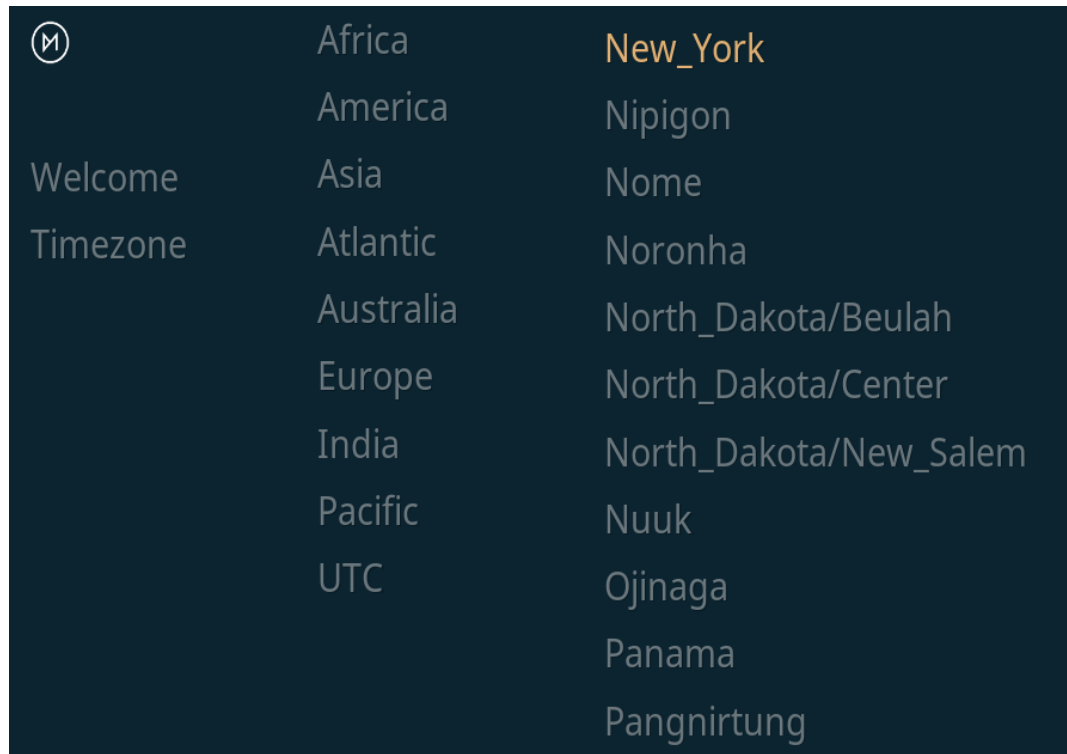 Welcome
Timezone
Africa
America
Asia
Atlantic
Australia
Europe
India
Pacific
UTC
New_York
Nipigon
Nome
Noronha
North_Dakota/Beulah
North_Dakota/Center
North_Dakota/New_Salem
Nuuk
Ojinaga
Panama
Pangnirtung